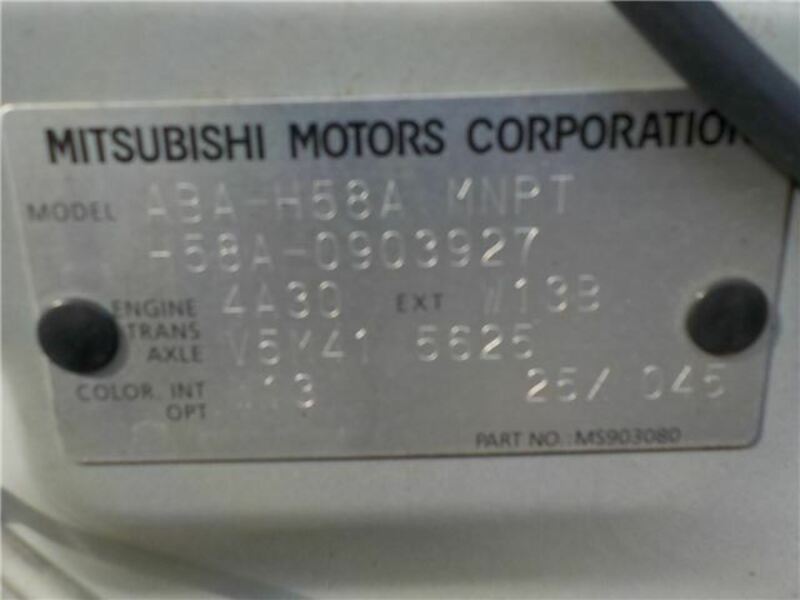 MITSUBISHI MOTORS CORPORATION
MODEL ABA-H58A MNPT
H58A-0903927
ENGINE 4A30 EXT W13B
TRANS AXLE V5M41 5625
COLOR. INT OPT 13 25/ 045
PART NO.: MS903080